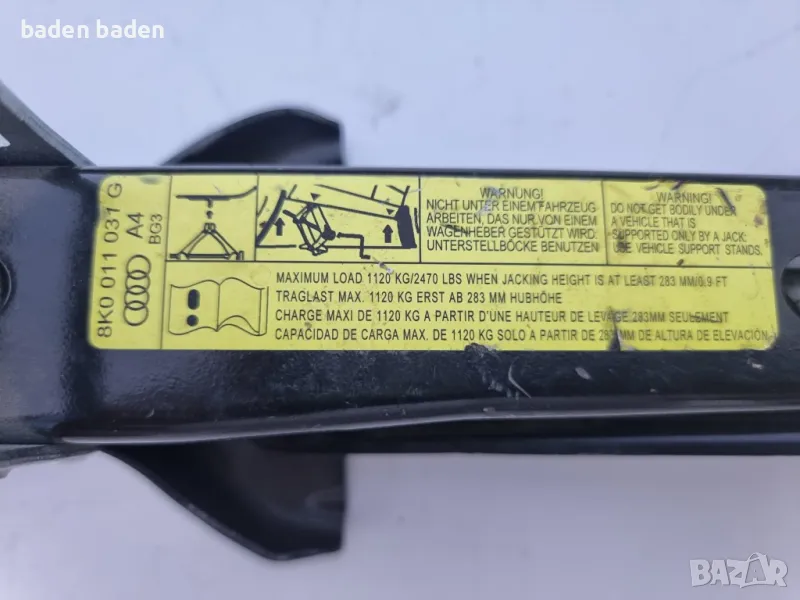 baden baden
8K0 011 031 G
A4
BG3
WARNUNG!
NICHT UNTER EINEM FAHRZEUG
ARBEITEN, DAS NUR VON EINEM
WAGENHEBER GESTÜTZT WIRD:
UNTERSTELLBÖCKE BENUTZEN
WARNING!
DO NOT GET BODILY UNDER
A VEHICLE THAT IS
SUPPORTED ONLY BY A JACK:
USE VEHICLE SUPPORT STANDS.
MAXIMUM LOAD 1120 KG/2470 LBS WHEN JACKING HEIGHT IS AT LEAST 283 MM/0.9 FT
TRAGLAST MAX. 1120 KG ERST AB 283 MM HUBHÖHE
CHARGE MAXI DE 1120 KG A PARTIR D'UNE HAUTEUR DE LEVAGE 283MM SEULEMENT
CAPACIDAD DE CARGA MAX. DE 1120 KG SOLO A PARTIR DE 283MM DE ALTURA DE ELEVACIÓN
BAZAR